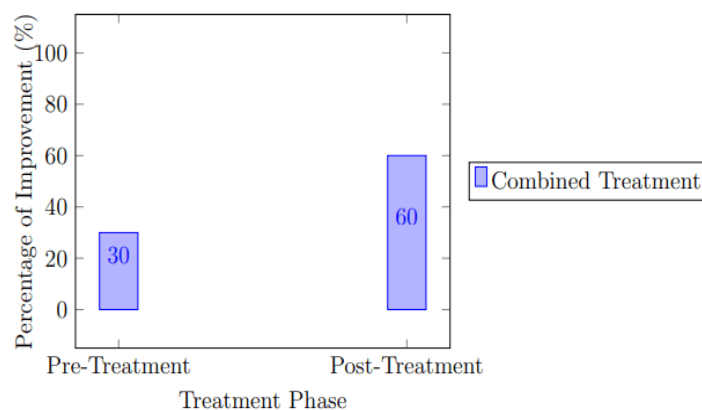 Percentage of Improvement (%)
100
80
60
40
20
0
30
60
Pre-Treatment
Post-Treatment
Treatment Phase
Combined Treatment